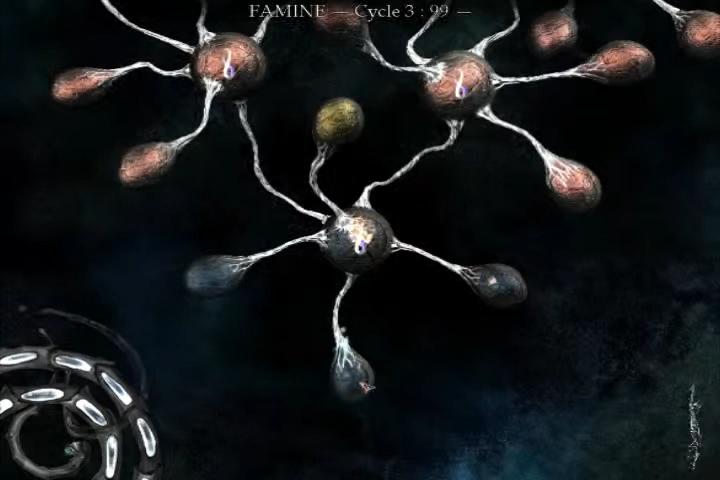 FAMINE — Cycle 3 : 99 —